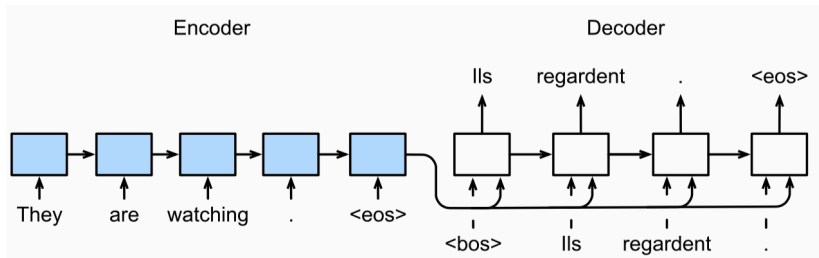 Encoder
Decoder
Ils regardent . <eos>
They are watching . <eos>
<bos> Ils regardent .